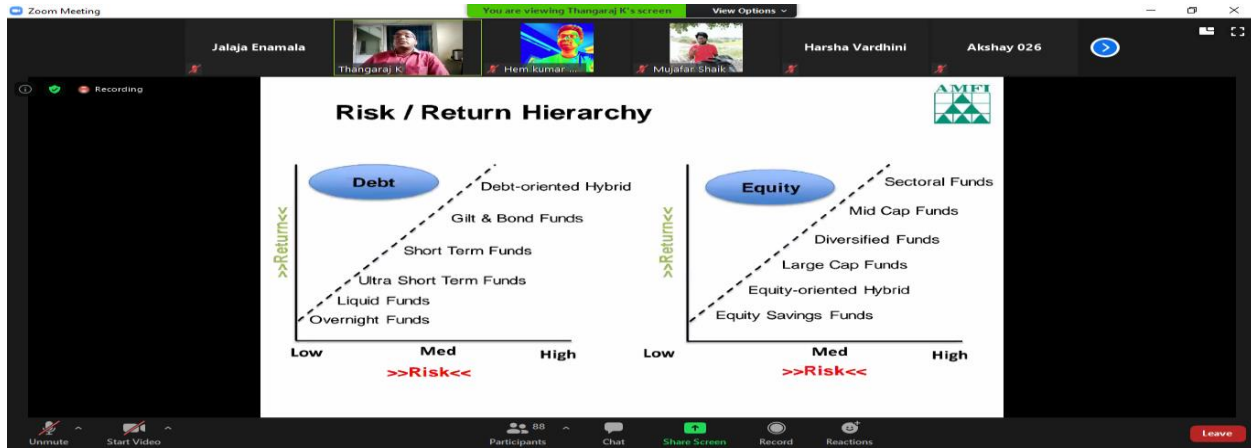 Zoom Meeting
You are viewing Thangaraj K's screen
View Options
Jalaja Enamala
Thangaraj K
Hem kumar ...
Mujafar Shaik
Harsha Vardhini
Akshay 026
Recording
Risk / Return Hierarchy
AMFI
Debt
>>Return<<
Debt-oriented Hybrid
Gilt & Bond Funds
Short Term Funds
Ultra Short Term Funds
Liquid Funds
Overnight Funds
Low Med High
>>Risk<<
Equity
>>Return<<
Sectoral Funds
Mid Cap Funds
Diversified Funds
Large Cap Funds
Equity-oriented Hybrid
Equity Savings Funds
Low Med High
>>Risk<<
Unmute
Start Video
88
Participants
Chat
Share Screen
Record
Reactions
Leave